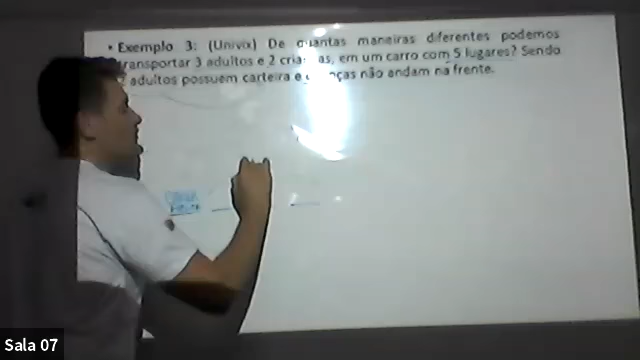 • Exemplo 3: (Univix) De quantas maneiras diferentes podemos
transportar 3 adultos e 2 crianças, em um carro com 5 lugares? Sendo
adultos possuem carteira e crianças não andam na frente.
Sala 07